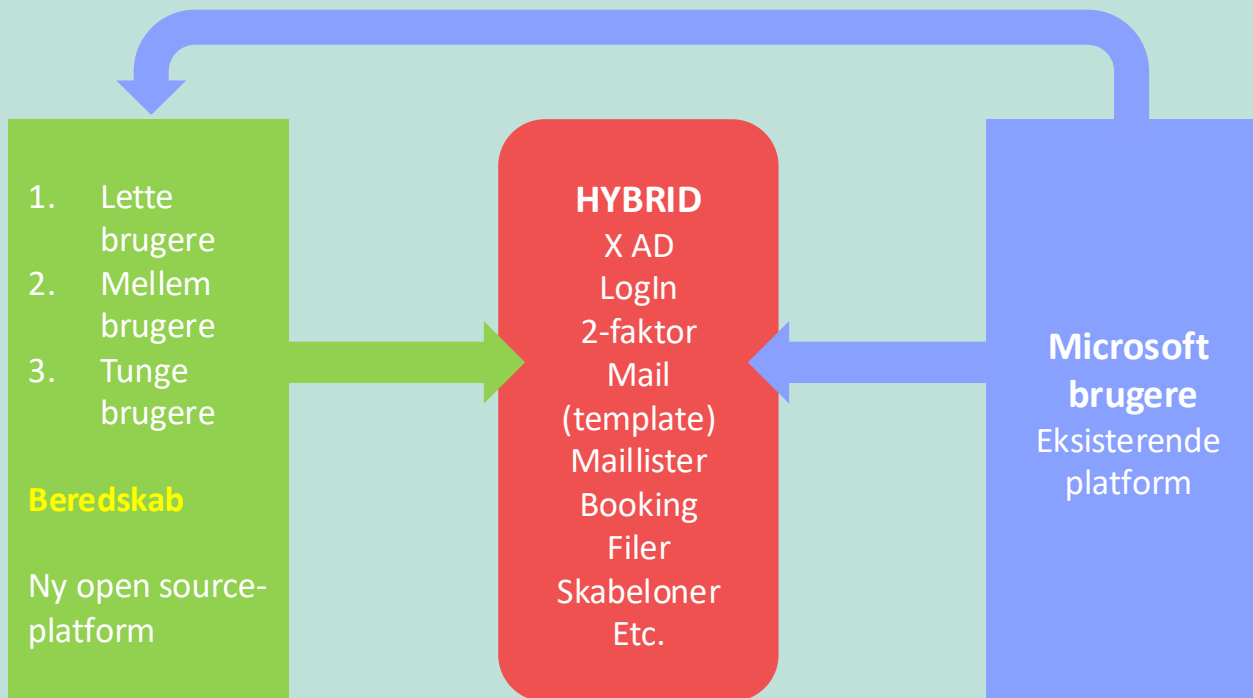 1. Lette
brugere
2. Mellem
brugere
3. Tunge
brugere
Beredskab
Ny open source-
platform
HYBRID
X AD
LogIn
2-faktor
Mail
(template)
Maillister
Booking
Filer
Skabeloner
Etc.
Microsoft
brugere
Eksisterende
platform